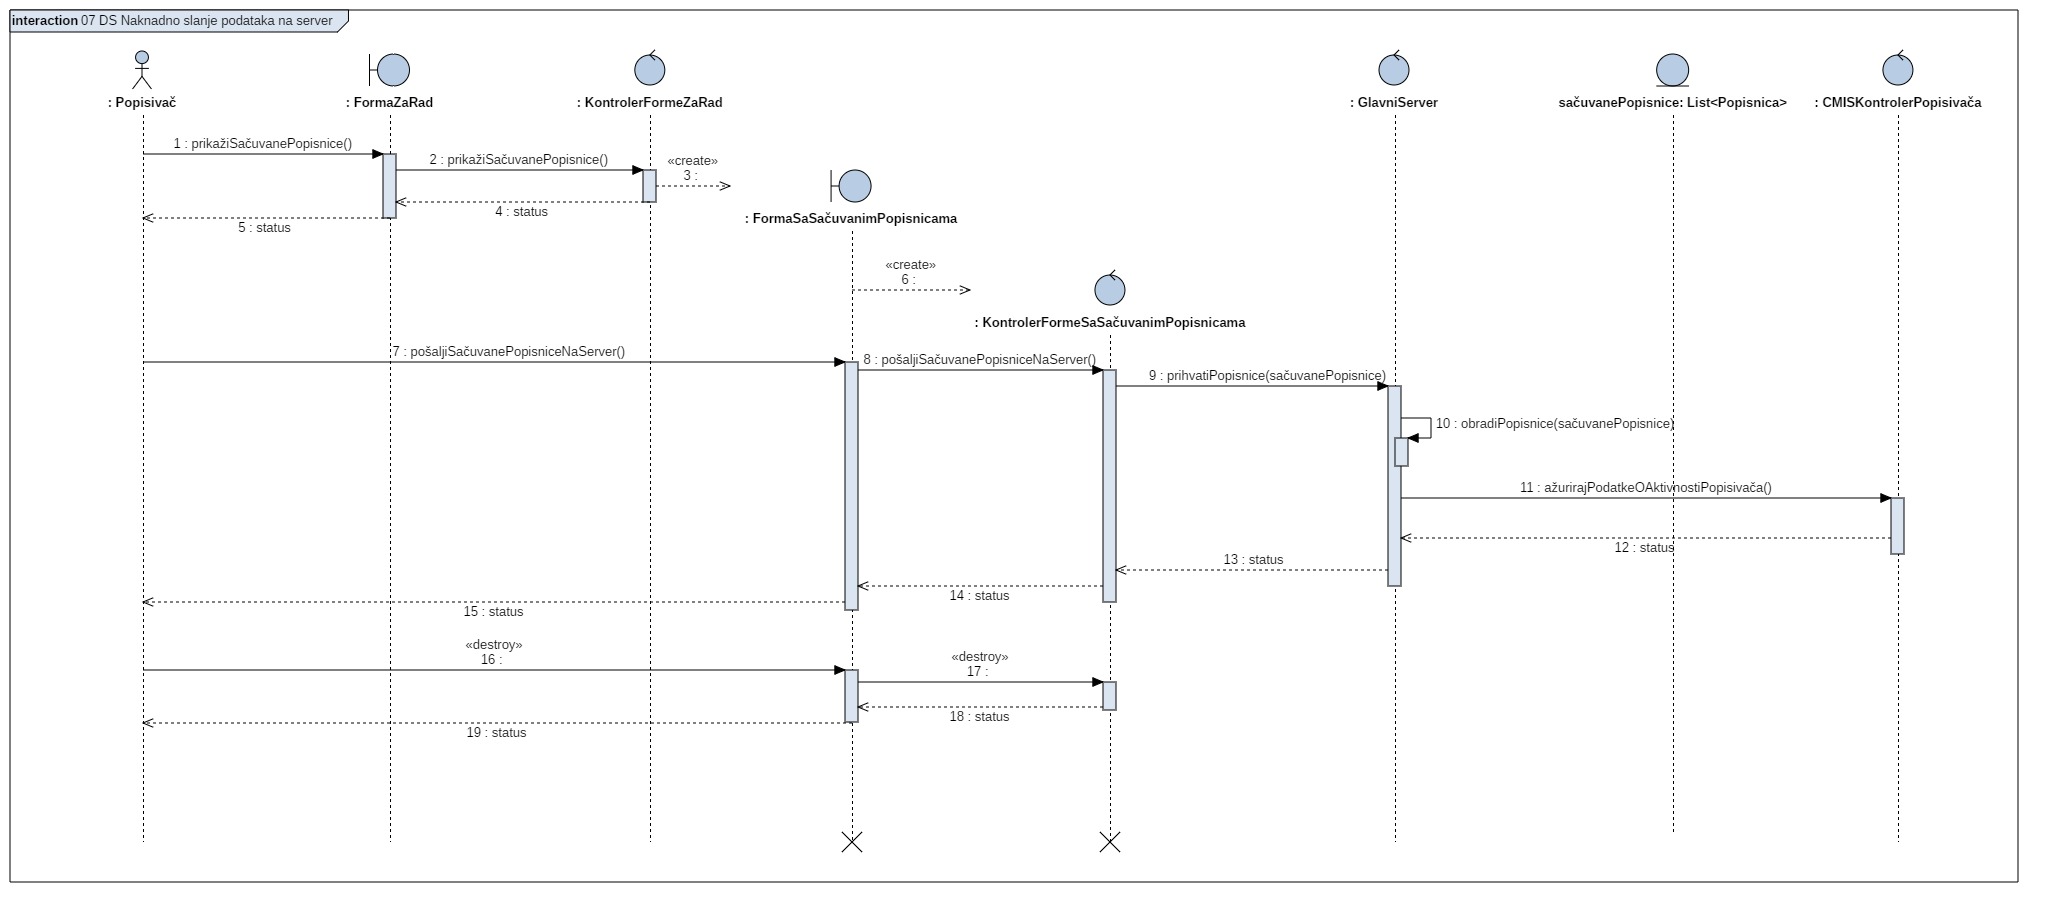 interaction 07 DS Naknadno slanje podataka na server
: Popisivač
: FormaZaRad
: KontrolerFormeZaRad
: GlavniServer
sačuvanePopisnice: List<Popisnica>
: CMISKontrolerPopisivača
1 : prikažiSačuvanePopisnice()
2 : prikažiSačuvanePopisnice()
«create»
3 :
4 : status
5 : status
: FormaSaSačuvanimPopisnicama
«create»
6 :
: KontrolerFormeSaSačuvanimPopisnicama
7 : pošaljiSačuvanePopisniceNaServer()
8 : pošaljiSačuvanePopisniceNaServer()
9 : prihvatiPopisnice(sačuvanePopisnice)
10 : obradiPopisnice(sačuvanePopisnice)
11 : ažurirajPodatkeOAktivnostiPopisivača()
12 : status
13 : status
14 : status
15 : status
«destroy»
16 :
«destroy»
17 :
18 : status
19 : status